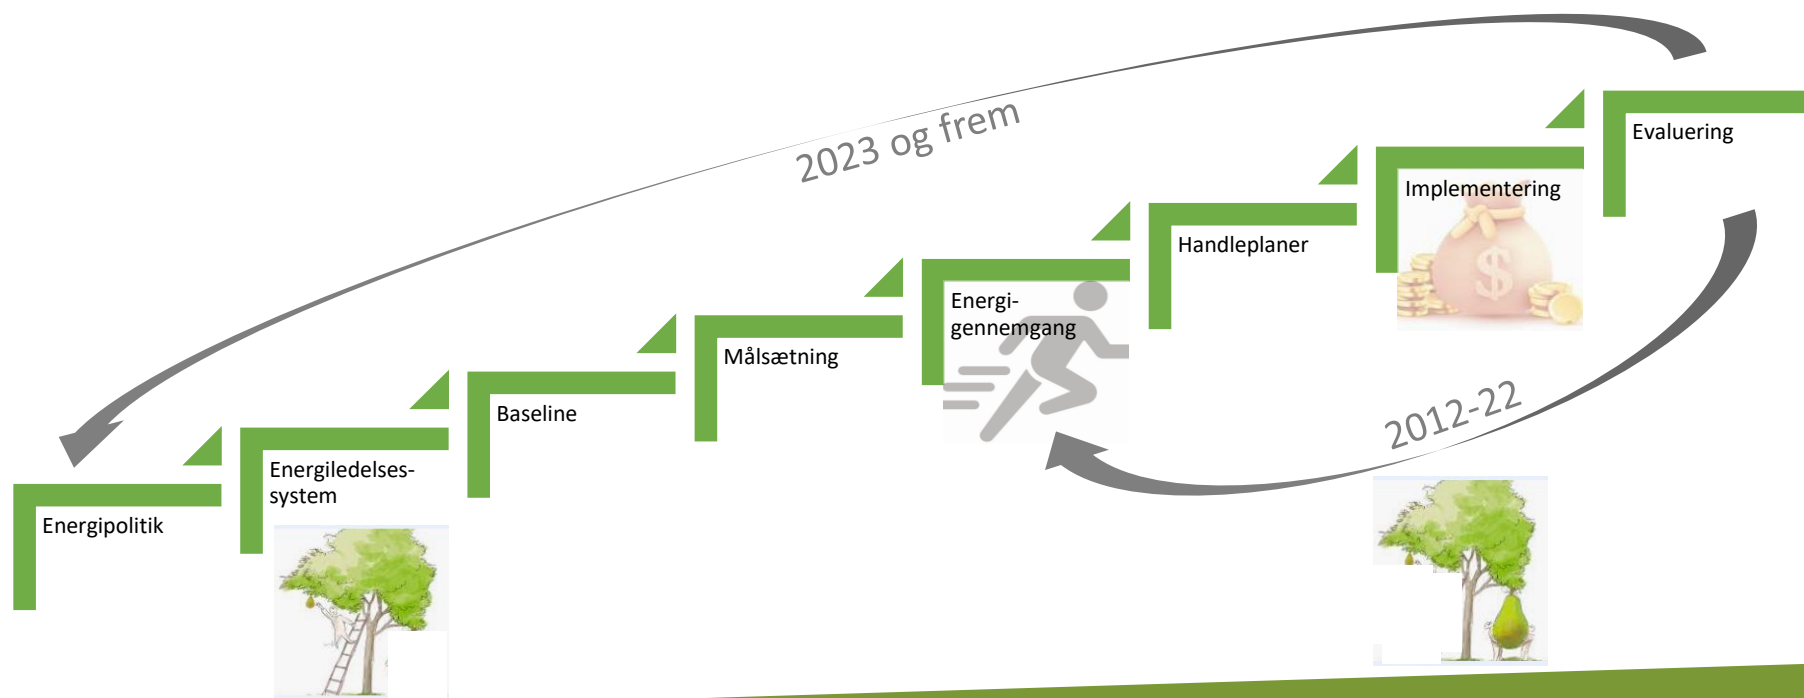 2023 og frem
Evaluering
Implementering
$
Handleplaner
Energi-
gennemgang
Målsætning
2012-22
Baseline
Energiledelses-
system
Energipolitik